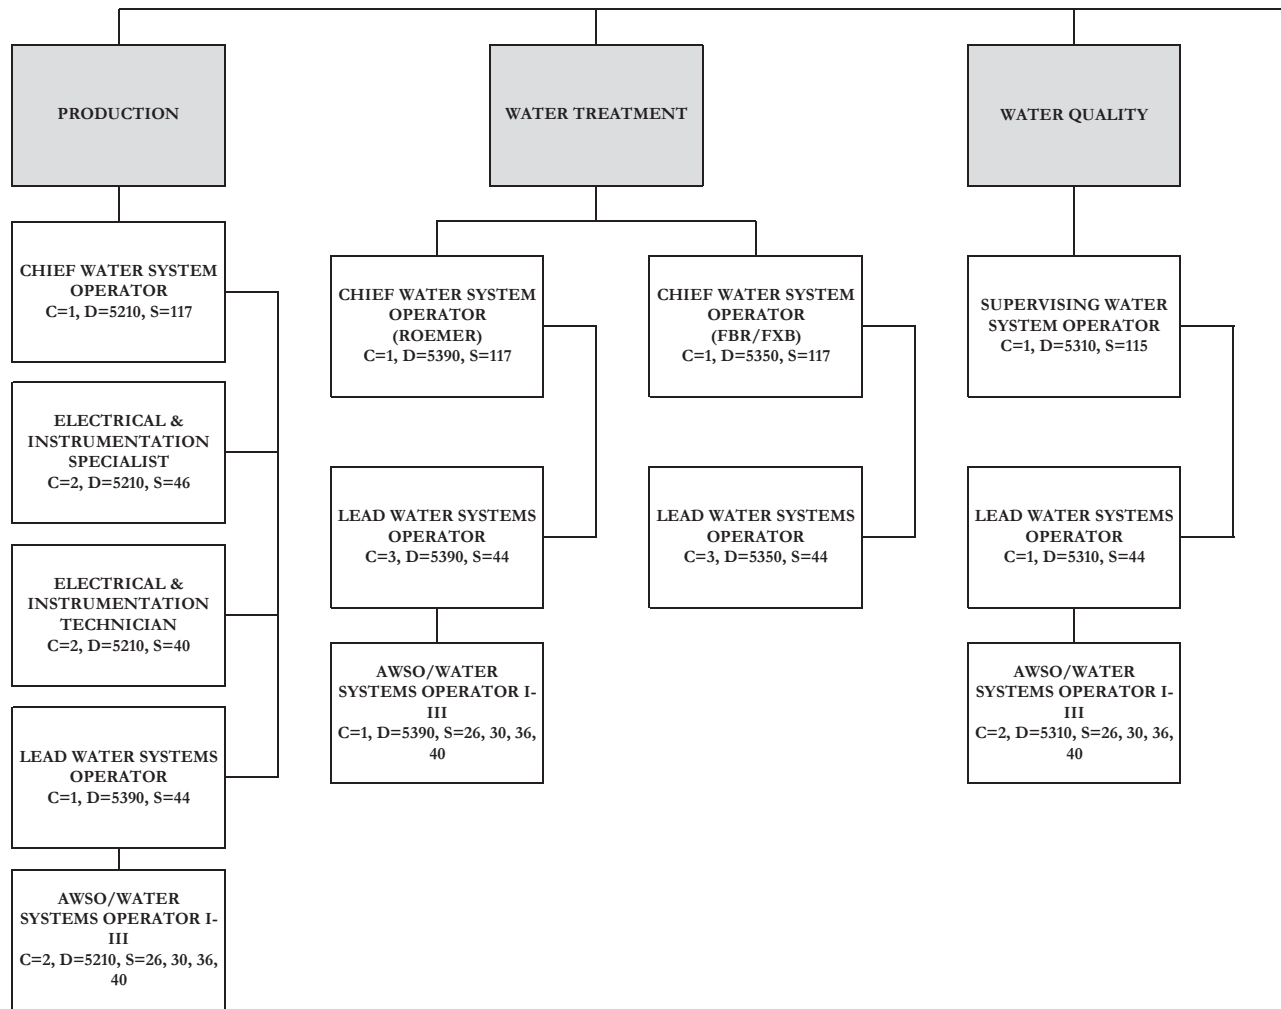 PRODUCTION
CHIEF WATER SYSTEM
OPERATOR
C=1, D=5210, S=117
ELECTRICAL &
INSTRUMENTATION
SPECIALIST
C=2, D=5210, S=46
ELECTRICAL &
INSTRUMENTATION
TECHNICIAN
C=2, D=5210, S=40
LEAD WATER SYSTEMS
OPERATOR
C=1, D=5390, S=44
AWSO/WATER
SYSTEMS OPERATOR I-
III
C=2, D=5210, S=26, 30, 36,
40
WATER TREATMENT
CHIEF WATER SYSTEM
OPERATOR
(ROEMER)
C=1, D=5390, S=117
LEAD WATER SYSTEMS
OPERATOR
C=3, D=5390, S=44
AWSO/WATER
SYSTEMS OPERATOR I-
III
C=1, D=5390, S=26, 30, 36,
40
CHIEF WATER SYSTEM
OPERATOR
(FBR/FXB)
C=1, D=5350, S=117
LEAD WATER SYSTEMS
OPERATOR
C=3, D=5350, S=44
WATER QUALITY
SUPERVISING WATER
SYSTEM OPERATOR
C=1, D=5310, S=115
LEAD WATER SYSTEMS
OPERATOR
C=1, D=5310, S=44
AWSO/WATER
SYSTEMS OPERATOR I-
III
C=2, D=5310, S=26, 30, 36,
40